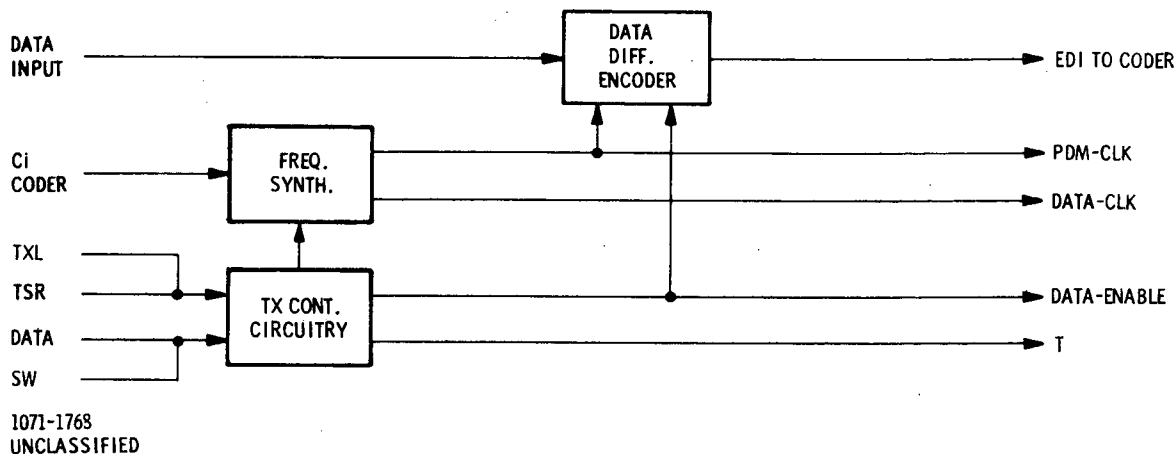 DATA
INPUT
DATA
DIFF.
ENCODER
EDI TO CODER
Ci
CODER
FREQ.
SYNTH.
PDM-CLK
DATA-CLK
TXL
TSR
DATA
SW
TX CONT.
CIRCUITRY
DATA-ENABLE
T
1071-1768
UNCLASSIFIED